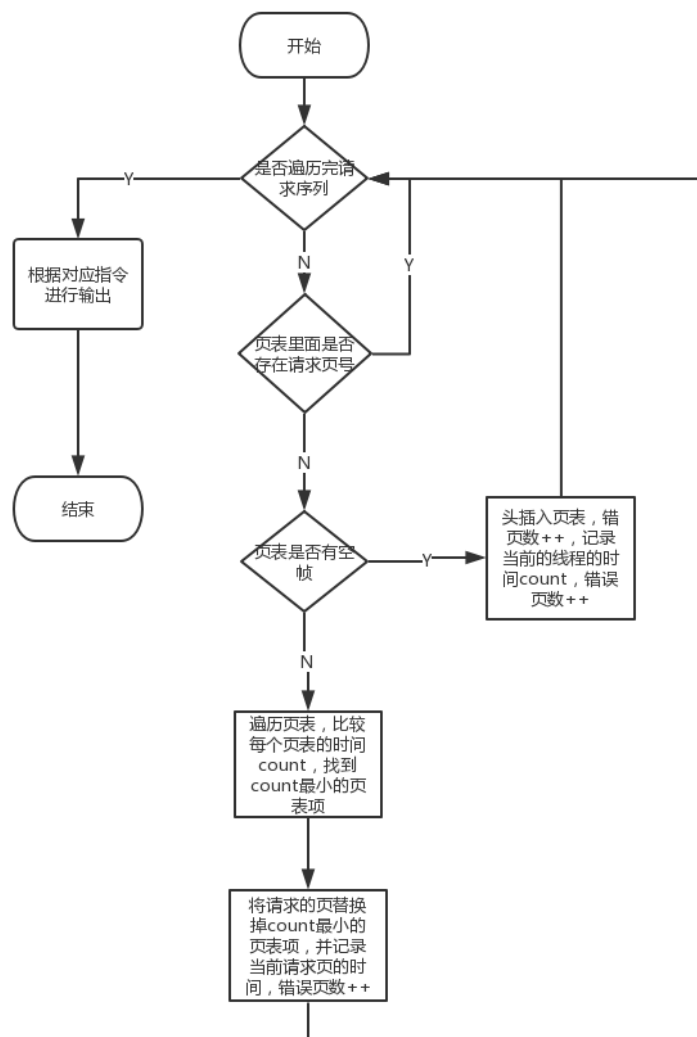 开始
是否遍历完请
求序列
Y
根据对应指令
进行输出
N
Y
页表里面是否
存在请求页号
N
结束
头插入页表，错
页数++，记录
当前的线程的时
间count，错误
页数++
页表是否有空
帧
Y
N
遍历页表，比较
每个页表的时间
count，找到
count最小的页
表项
将请求的页替换
掉count最小的
页表项，并记录
当前请求页的时
间，错误页数++